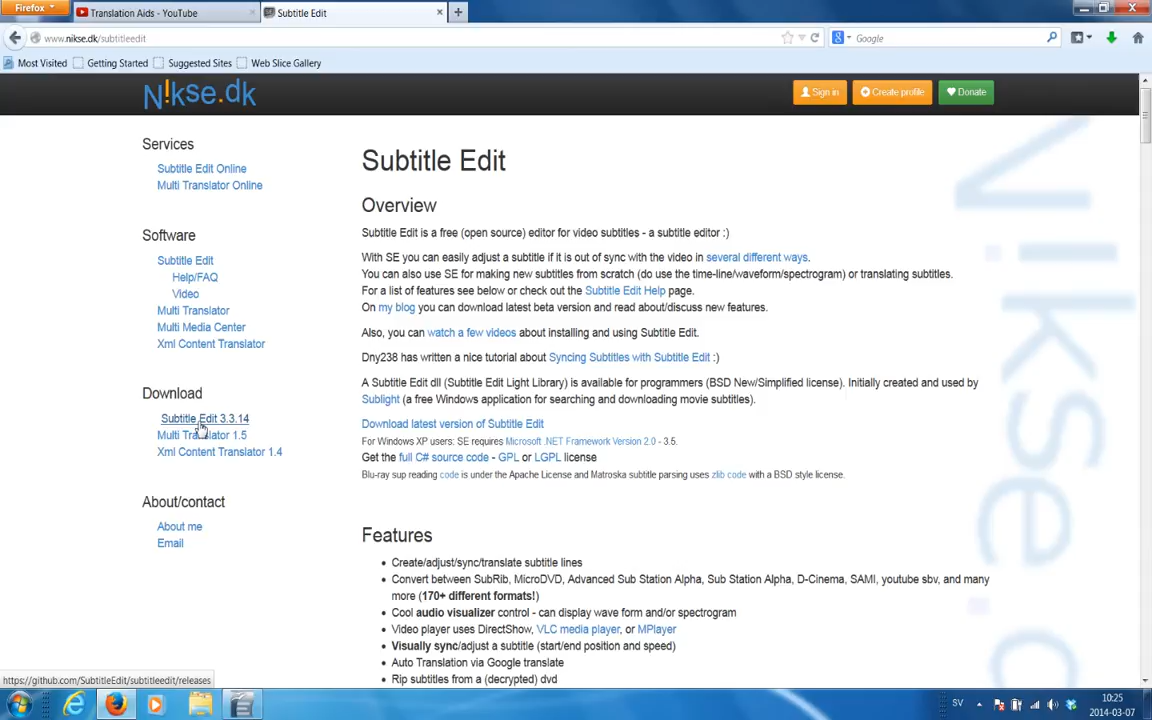 Firefox
Translation Aids - YouTube
Subtitle Edit
www.nikse.dk/subtitleedit
Google
Most Visited
Getting Started
Suggested Sites
Web Slice Gallery
N!kse.dk
Sign in
Create profile
Donate
Services
Subtitle Edit Online
Multi Translator Online
Software
Subtitle Edit
Help/FAQ
Video
Multi Translator
Multi Media Center
Xml Content Translator
Download
Subtitle Edit 3.3.14
Multi Translator 1.5
Xml Content Translator 1.4
About/contact
About me
Email
Subtitle Edit
Overview
Subtitle Edit is a free (open source) editor for video subtitles - a subtitle editor :)
With SE you can easily adjust a subtitle if it is out of sync with the video in several different ways.
You can also use SE for making new subtitles from scratch (do use the time-line/waveform/spectrogram) or translating subtitles.
For a list of features see below or check out the Subtitle Edit Help page.
On my blog you can download latest beta version and read about/discuss new features.
Also, you can watch a few videos about installing and using Subtitle Edit.
Dny238 has written a nice tutorial about Syncing Subtitles with Subtitle Edit :)
A Subtitle Edit dll (Subtitle Edit Light Library) is available for programmers (BSD New/Simplified license). Initially created and used by
Sublight (a free Windows application for searching and downloading movie subtitles).
Download latest version of Subtitle Edit
For Windows XP users: SE requires Microsoft .NET Framework Version 2.0 - 3.5.
Get the full C# source code - GPL or LGPL license
Blu-ray sup reading code is under the Apache License and Matroska subtitle parsing uses zlib code with a BSD style license.
Features
Create/adjust/sync/translate subtitle lines
Convert between SubRib, MicroDVD, Advanced Sub Station Alpha, Sub Station Alpha, D-Cinema, SAMI, youtube sbv, and many
more (170+ different formats!)
Cool audio visualizer control - can display wave form and/or spectrogram
Video player uses DirectShow, VLC media player, or MPlayer
Visually sync/adjust a subtitle (start/end position and speed)
Auto Translation via Google translate
Rip subtitles from a (decrypted) dvd
N!kse.d
https://github.com/SubtitleEdit/subtitleedit/releases
SV
10:25
2014-03-07